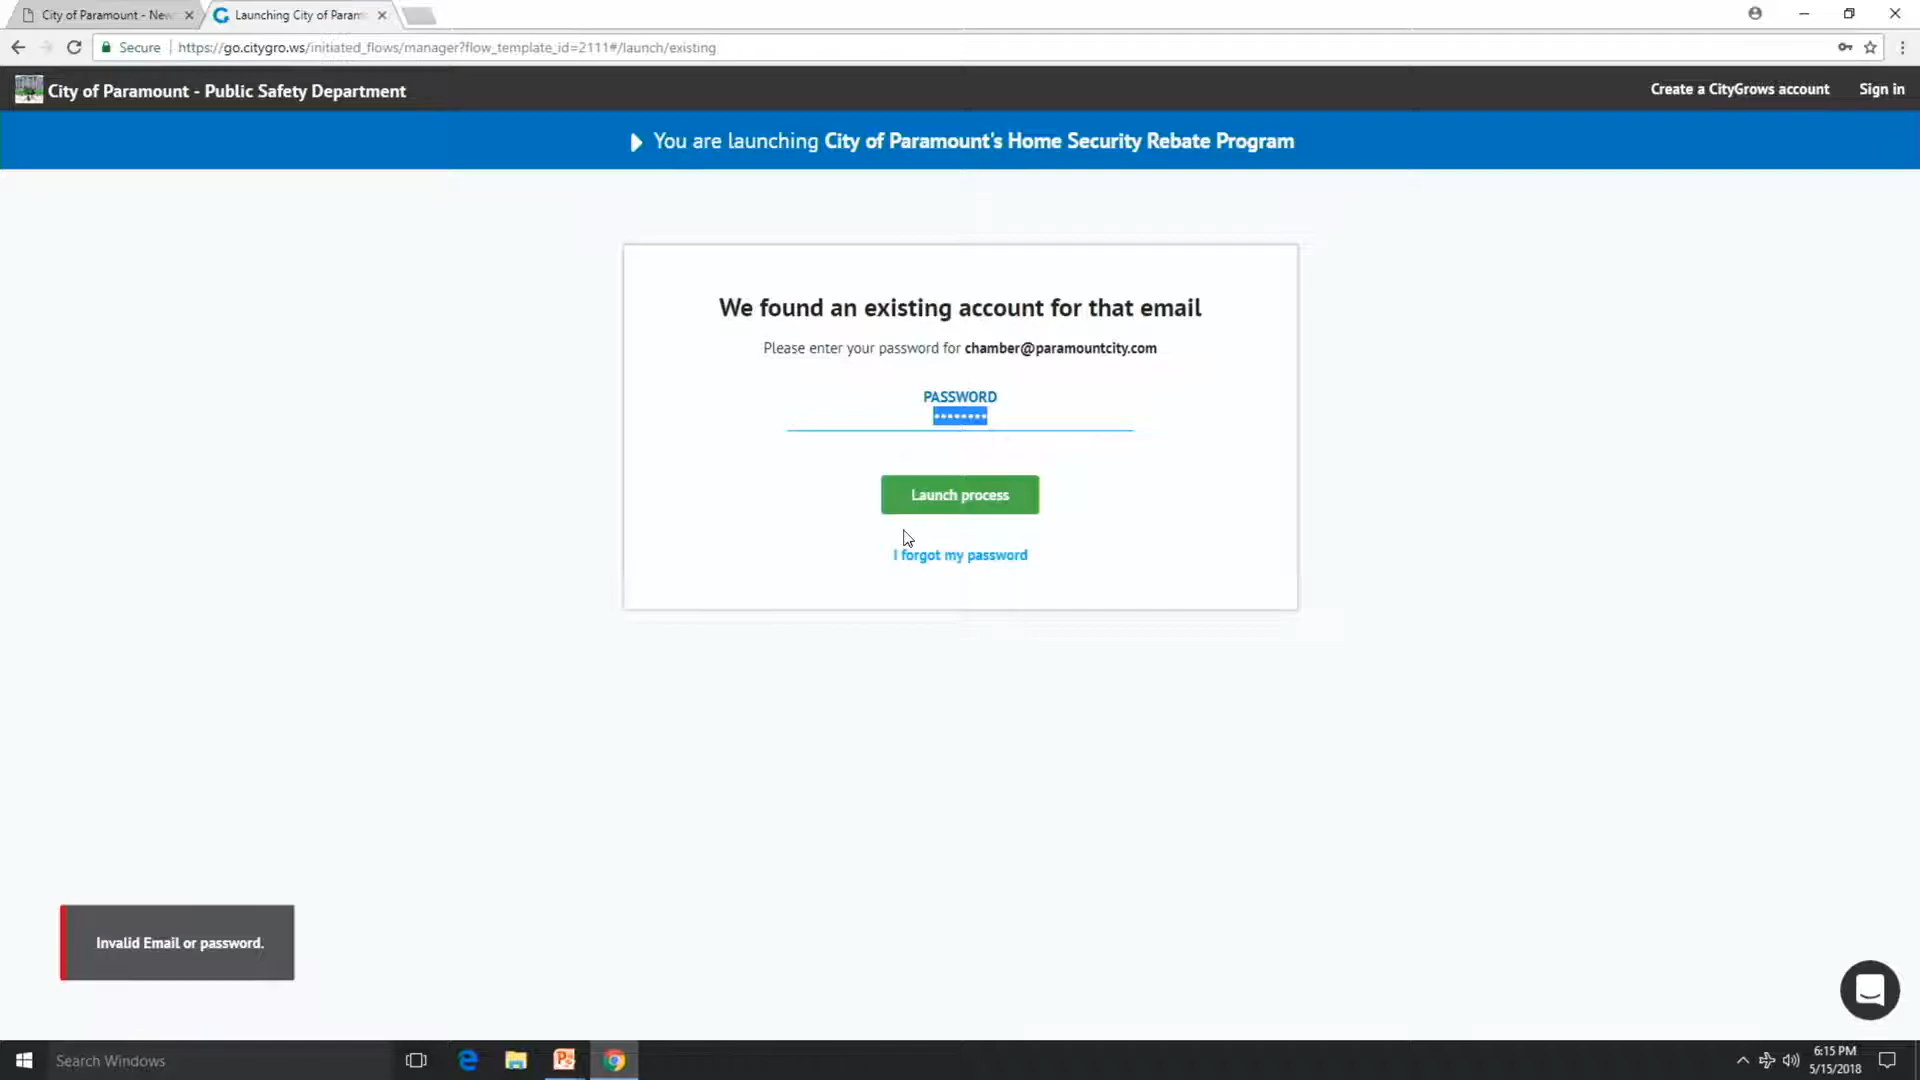 City of Paramount - New
Launching City of Param
Secure
https://go.citygro.ws/initiated_flows/manager?flow_template_id=2111#/launch/existing
City of Paramount - Public Safety Department
Create a CityGrows account
Sign in
You are launching City of Paramount's Home Security Rebate Program
We found an existing account for that email
Please enter your password for chamber@paramountcity.com
PASSWORD
••••••••
Launch process
I forgot my password
Invalid Email or password.
Search Windows
6:15 PM
5/15/2018